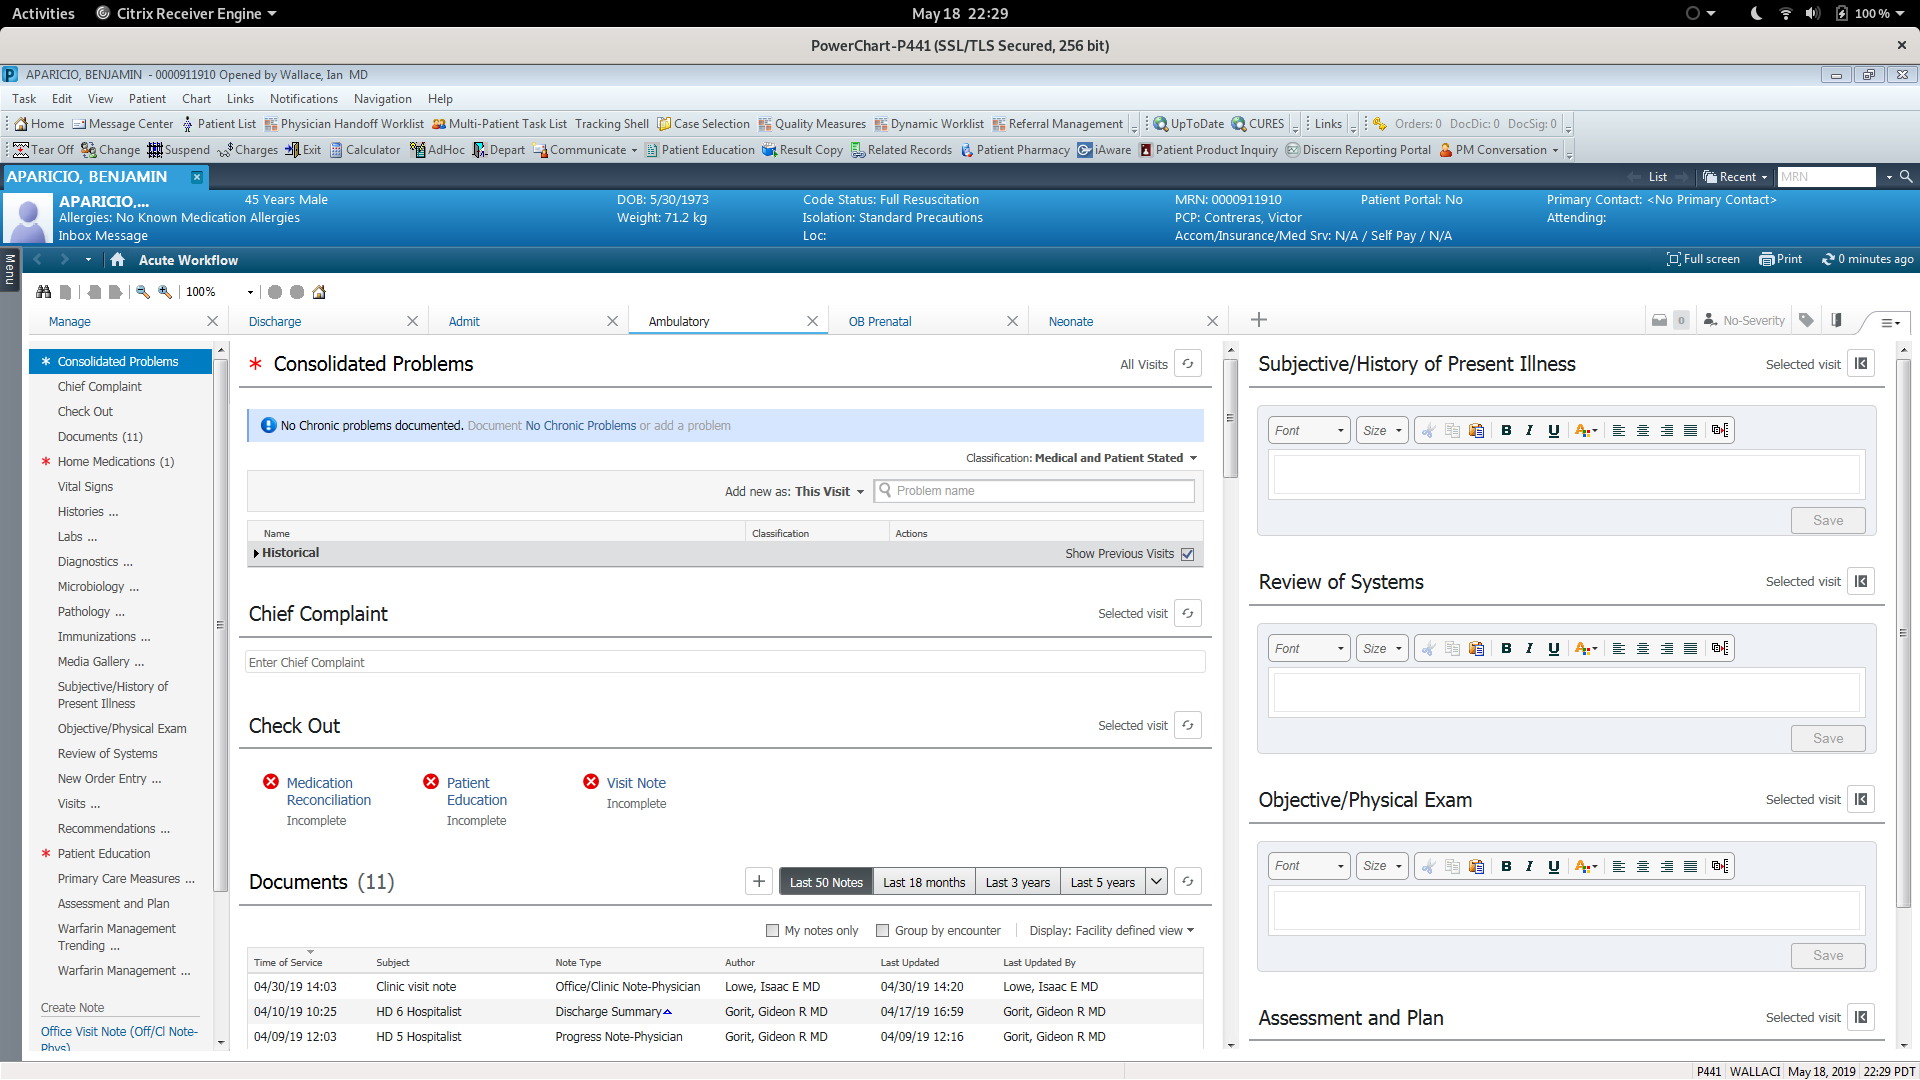 Activities Citrix Receiver Engine May 18 22:29 100 %
PowerChart-P441 (SSL/TLS Secured, 256 bit)
APARICIO, BENJAMIN - 0000911910 Opened by Wallace, Ian MD
Task Edit View Patient Chart Links Notifications Navigation Help
Home Message Center Patient List Physician Handoff Worklist Multi-Patient Task List Tracking Shell Case Selection Quality Measures Dynamic Worklist Referral Management UpToDate CURES Links Orders: 0 DocDic: 0 DocSig: 0
Tear Off Change Suspend Charges Exit Calculator AdHoc Depart Communicate Patient Education Result Copy Related Records Patient Pharmacy iAware Patient Product Inquiry Discern Reporting Portal PM Conversation
APARICIO, BENJAMIN List Recent MRN
APARICIO,... 45 Years Male DOB: 5/30/1973 Code Status: Full Resuscitation MRN: 0000911910 Patient Portal: No Primary Contact: <No Primary Contact>
Allergies: No Known Medication Allergies Weight: 71.2 kg Isolation: Standard Precautions PCP: Contreras, Victor Attending:
Inbox Message Loc: Accom/Insurance/Med Srv: N/A / Self Pay / N/A
Menu
Acute Workflow Full screen Print 0 minutes ago
100%
Manage Discharge Admit Ambulatory OB Prenatal Neonate 0 No-Severity
* Consolidated Problems
Chief Complaint
Check Out
Documents (11)
* Home Medications (1)
Vital Signs
Histories ...
Labs ...
Diagnostics ...
Microbiology ...
Pathology ...
Immunizations ...
Media Gallery ...
Subjective/History of
Present Illness
Objective/Physical Exam
Review of Systems
New Order Entry ...
Visits ...
Recommendations ...
* Patient Education
Primary Care Measures ...
Assessment and Plan
Warfarin Management
Trending ...
Warfarin Management ...
Create Note
Office Visit Note (Off/Cl Note-
Phys)
* Consolidated Problems All Visits
No Chronic problems documented. Document No Chronic Problems or add a problem
Classification: Medical and Patient Stated
Add new as: This Visit Problem name
Name Classification Actions
Historical Show Previous Visits
Chief Complaint Selected visit
Enter Chief Complaint
Check Out Selected visit
Medication
Reconciliation
Incomplete
Patient
Education
Incomplete
Visit Note
Incomplete
Documents (11) Last 50 Notes Last 18 months Last 3 years Last 5 years
My notes only Group by encounter Display: Facility defined view
Time of Service Subject Note Type Author Last Updated Last Updated By
04/30/19 14:03 Clinic visit note Office/Clinic Note-Physician Lowe, Isaac E MD 04/30/19 14:20 Lowe, Isaac E MD
04/10/19 10:25 HD 6 Hospitalist Discharge Summary Gorit, Gideon R MD 04/17/19 16:59 Gorit, Gideon R MD
04/09/19 12:03 HD 5 Hospitalist Progress Note-Physician Gorit, Gideon R MD 04/09/19 12:16 Gorit, Gideon R MD
Subjective/History of Present Illness Selected visit
Font Size B I U A
Save
Review of Systems Selected visit
Font Size B I U A
Save
Objective/Physical Exam Selected visit
Font Size B I U A
Save
Assessment and Plan Selected visit
P441 WALLACI May 18, 2019 22:29 PDT